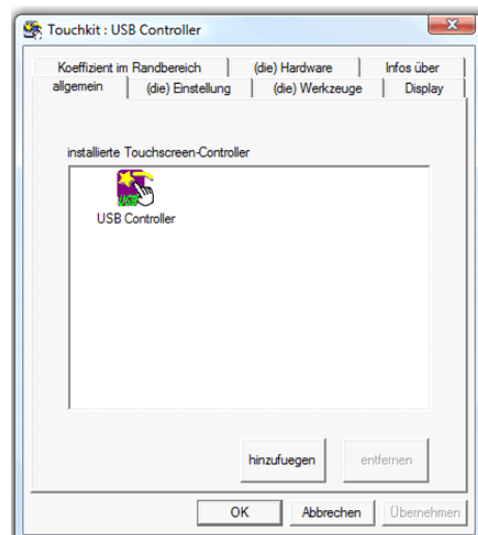 Touchkit : USB Controller
Koeffizient im Randbereich (die) Hardware Infos über
allgemein (die) Einstellung (die) Werkzeuge Display
installierte Touchscreen-Controller
USB
USB Controller
hinzufuegen entfernen
OK Abbrechen Übernehmen